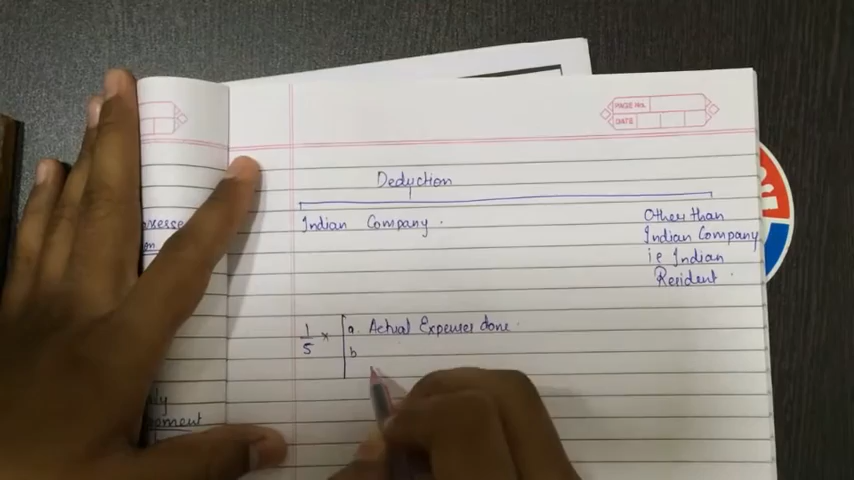 PAGE No.
DATE
Deduction
Indian Company.
Other than
Indian Company
ie Indian
Resident.
1/5 × a. Actual Expenses done.
b